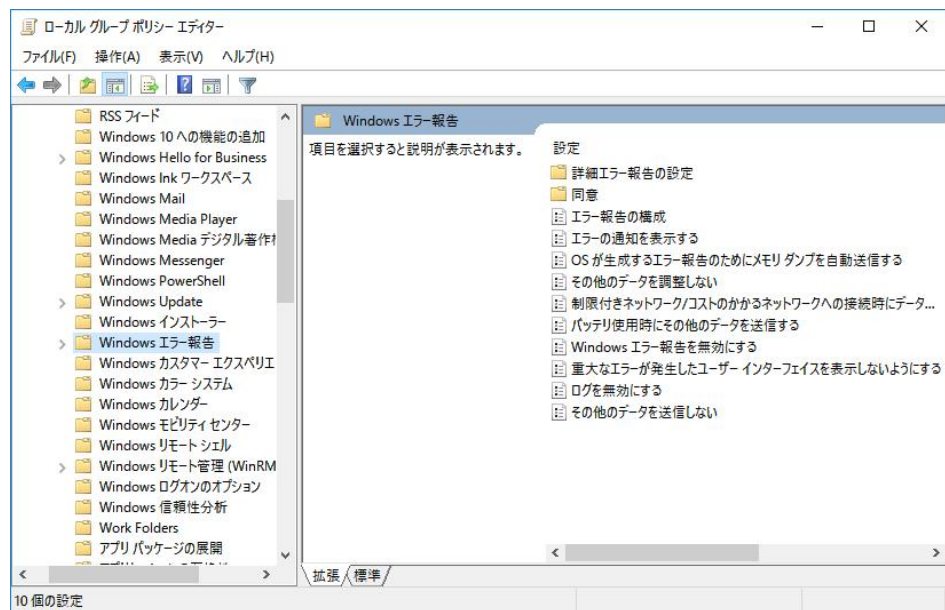 ローカル グループ ポリシー エディター
ファイル(F) 操作(A) 表示(V) ヘルプ(H)
RSS フィード
Windows 10 への機能の追加
Windows Hello for Business
Windows Ink ワークスペース
Windows Mail
Windows Media Player
Windows Media デジタル著作
Windows Messenger
Windows PowerShell
Windows Update
Windows インストーラー
Windows エラー報告
Windows カスタマー エクスペリエ
Windows カラー システム
Windows カレンダー
Windows モビリティ センター
Windows リモート シェル
Windows リモート管理 (WinRM
Windows ログオンのオプション
Windows 信頼性分析
Work Folders
アプリ パッケージの展開
Windows エラー報告
項目を選択すると説明が表示されます。
設定
詳細エラー報告の設定
同意
エラー報告の構成
エラーの通知を表示する
OS が生成するエラー報告のためにメモリ ダンプを自動送信する
その他のデータを調整しない
制限付きネットワーク/コストのかかるネットワークへの接続時にデータ...
バッテリ使用時にその他のデータを送信する
Windows エラー報告を無効にする
重大なエラーが発生したユーザー インターフェイスを表示しないようにする
ログを無効にする
その他のデータを送信しない
拡張 標準
10 個の設定